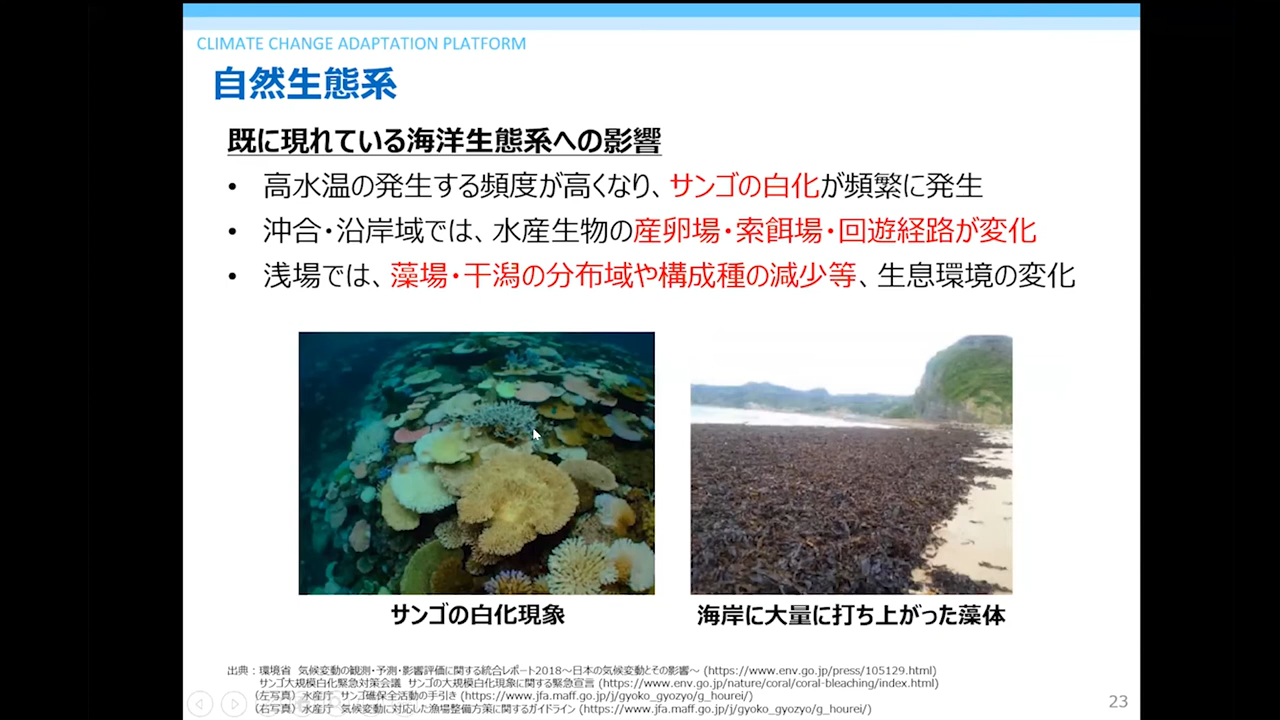 CLIMATE CHANGE ADAPTATION PLATFORM
自然生態系
既に現れている海洋生態系への影響
• 高水温の発生する頻度が高くなり、サンゴの白化が頻繁に発生
• 沖合・沿岸域では、水産生物の産卵場・索餌場・回遊経路が変化
• 浅場では、藻場・干潟の分布域や構成種の減少等、生息環境の変化
サンゴの白化現象
海岸に大量に打ち上がった藻体
出典：環境省 気候変動の観測・予測・影響評価に関する統合レポート2018～日本の気候変動とその影響～ (https://www.env.go.jp/press/105129.html)
サンゴ大規模白化緊急対策会議 サンゴの大規模白化現象に関する緊急宣言 (https://www.env.go.jp/nature/coral/coral-bleaching/index.html)
（左写真）水産庁 サンゴ礁保全活動の手引き (https://www.jfa.maff.go.jp/j/gyoko_gyozyo/g_hourei/)
（右写真）水産庁 気候変動に対応した漁場整備方策に関するガイドライン (https://www.jfa.maff.go.jp/j/gyoko_gyozyo/g_hourei/)
23